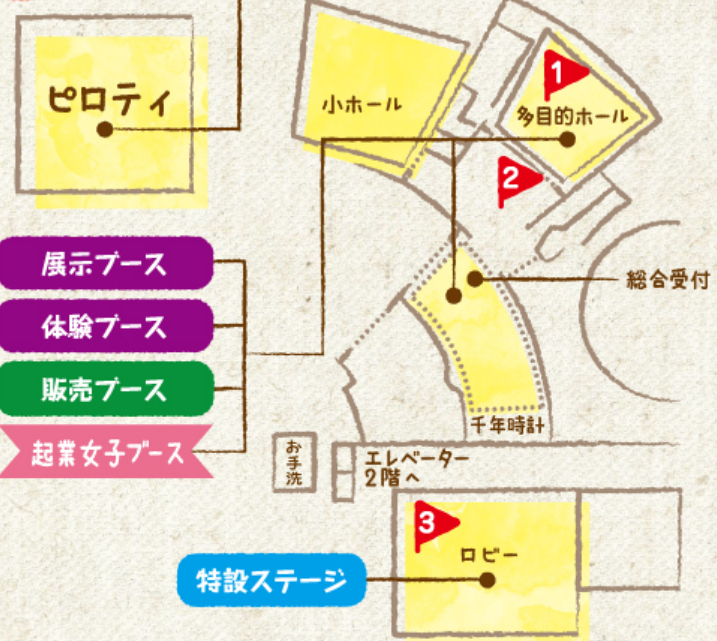 ピロティ
小ホール
1
多目的ホール
2
展示ブース
体験ブース
販売ブース
起業女子ブース
総合受付
千年時計
お手洗
エレベーター
2階へ
3
ロビー
特設ステージ